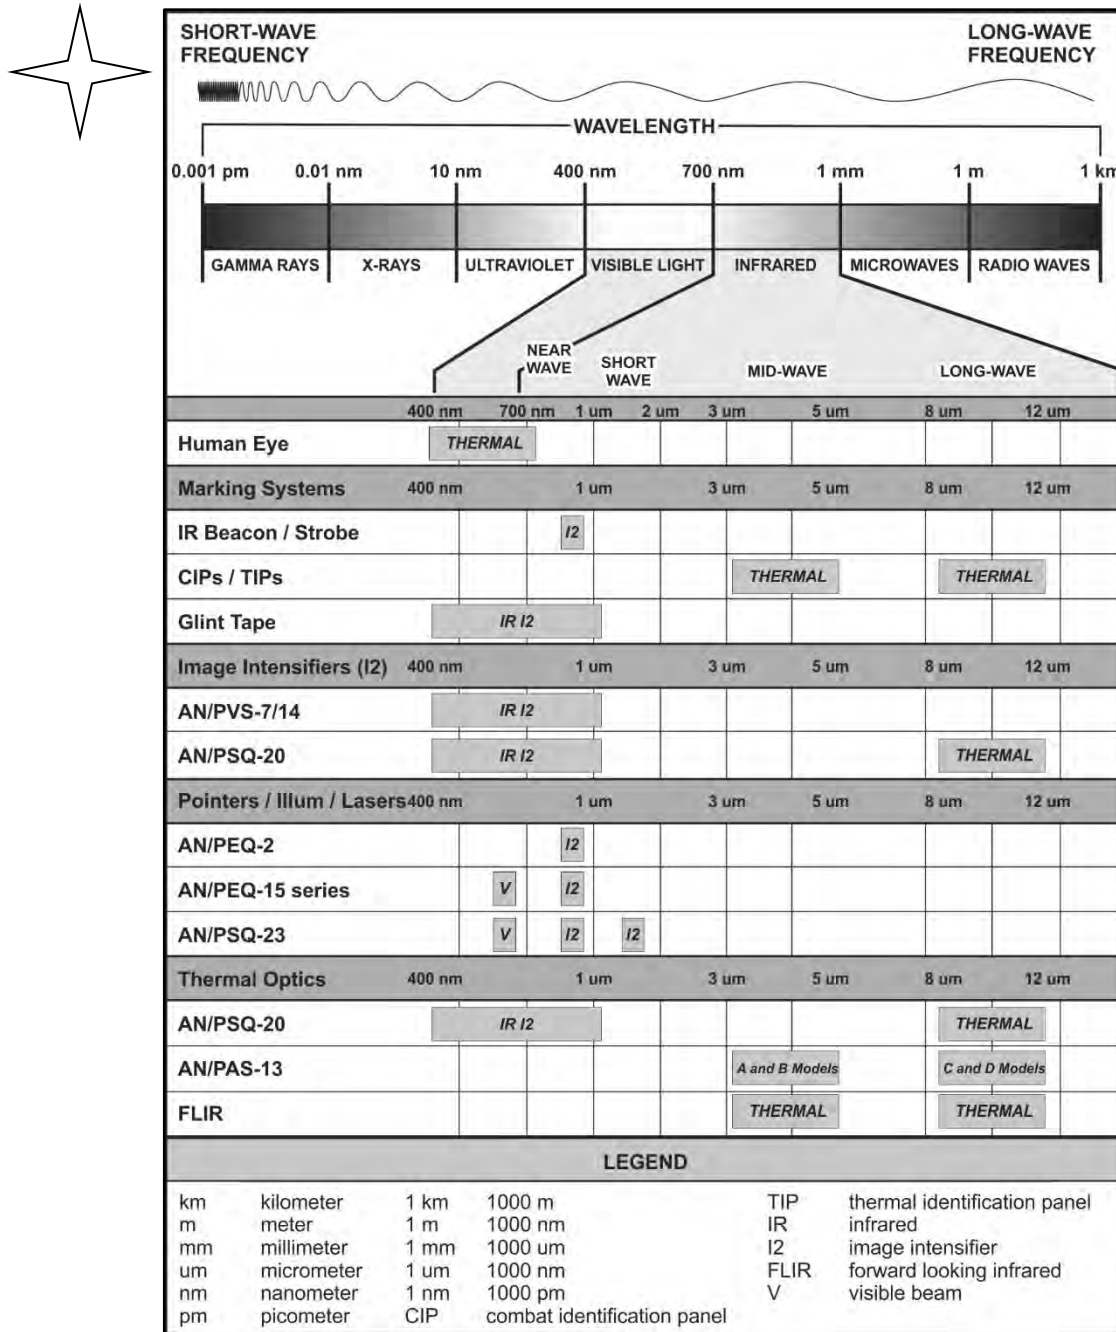 SHORT-WAVE FREQUENCY
LONG-WAVE FREQUENCY
WAVELENGTH
0.001 pm 0.01 nm 10 nm 400 nm 700 nm 1 mm 1 m 1 km
GAMMA RAYS X-RAYS ULTRAVIOLET VISIBLE LIGHT INFRARED MICROWAVES RADIO WAVES
NEAR WAVE SHORT WAVE MID-WAVE LONG-WAVE
400 nm 700 nm 1 um 2 um 3 um 5 um 8 um 12 um
Human Eye THERMAL
Marking Systems 400 nm 1 um 3 um 5 um 8 um 12 um
IR Beacon / Strobe I2
CIPs / TIPs THERMAL THERMAL
Glint Tape IR I2
Image Intensifiers (I2) 400 nm 1 um 3 um 5 um 8 um 12 um
AN/PVS-7/14 IR I2
AN/PSQ-20 IR I2 THERMAL
Pointers / Illum / Lasers 400 nm 1 um 3 um 5 um 8 um 12 um
AN/PEQ-2 I2
AN/PEQ-15 series V I2
AN/PSQ-23 V I2 I2
Thermal Optics 400 nm 1 um 3 um 5 um 8 um 12 um
AN/PSQ-20 IR I2 THERMAL
AN/PAS-13 A and B Models C and D Models
FLIR THERMAL THERMAL
LEGEND
km kilometer 1 km 1000 m TIP thermal identification panel
m meter 1 m 1000 nm IR infrared
mm millimeter 1 mm 1000 um I2 image intensifier
um micrometer 1 um 1000 nm FLIR forward looking infrared
nm nanometer 1 nm 1000 pm V visible beam
pm picometer CIP combat identification panel